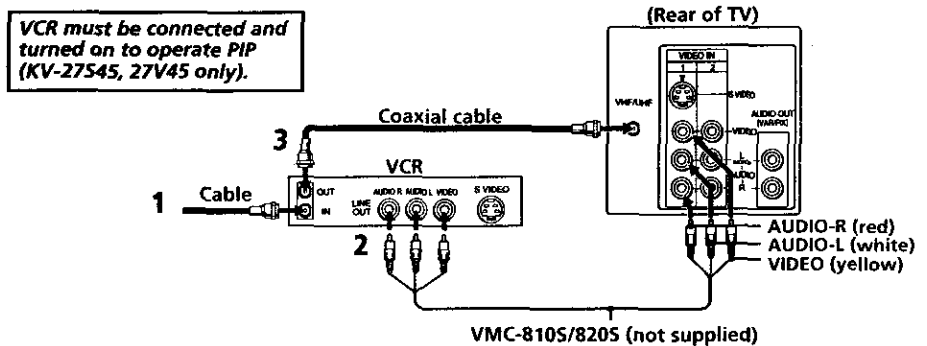 VCR must be connected and
turned on to operate PIP
(KV-27S45, 27V45 only).
(Rear of TV)
VIDEO IN
1 2
S VIDEO
VHF/UHF
AUDIO OUT
(VAR/FIX)
VIDEO
L
AUDIO
R
Coaxial cable
3
VCR
1
Cable
OUT
IN
LINE
OUT
AUDIO R AUDIO L VIDEO
S VIDEO
2
AUDIO-R (red)
AUDIO-L (white)
VIDEO (yellow)
VMC-810S/820S (not supplied)